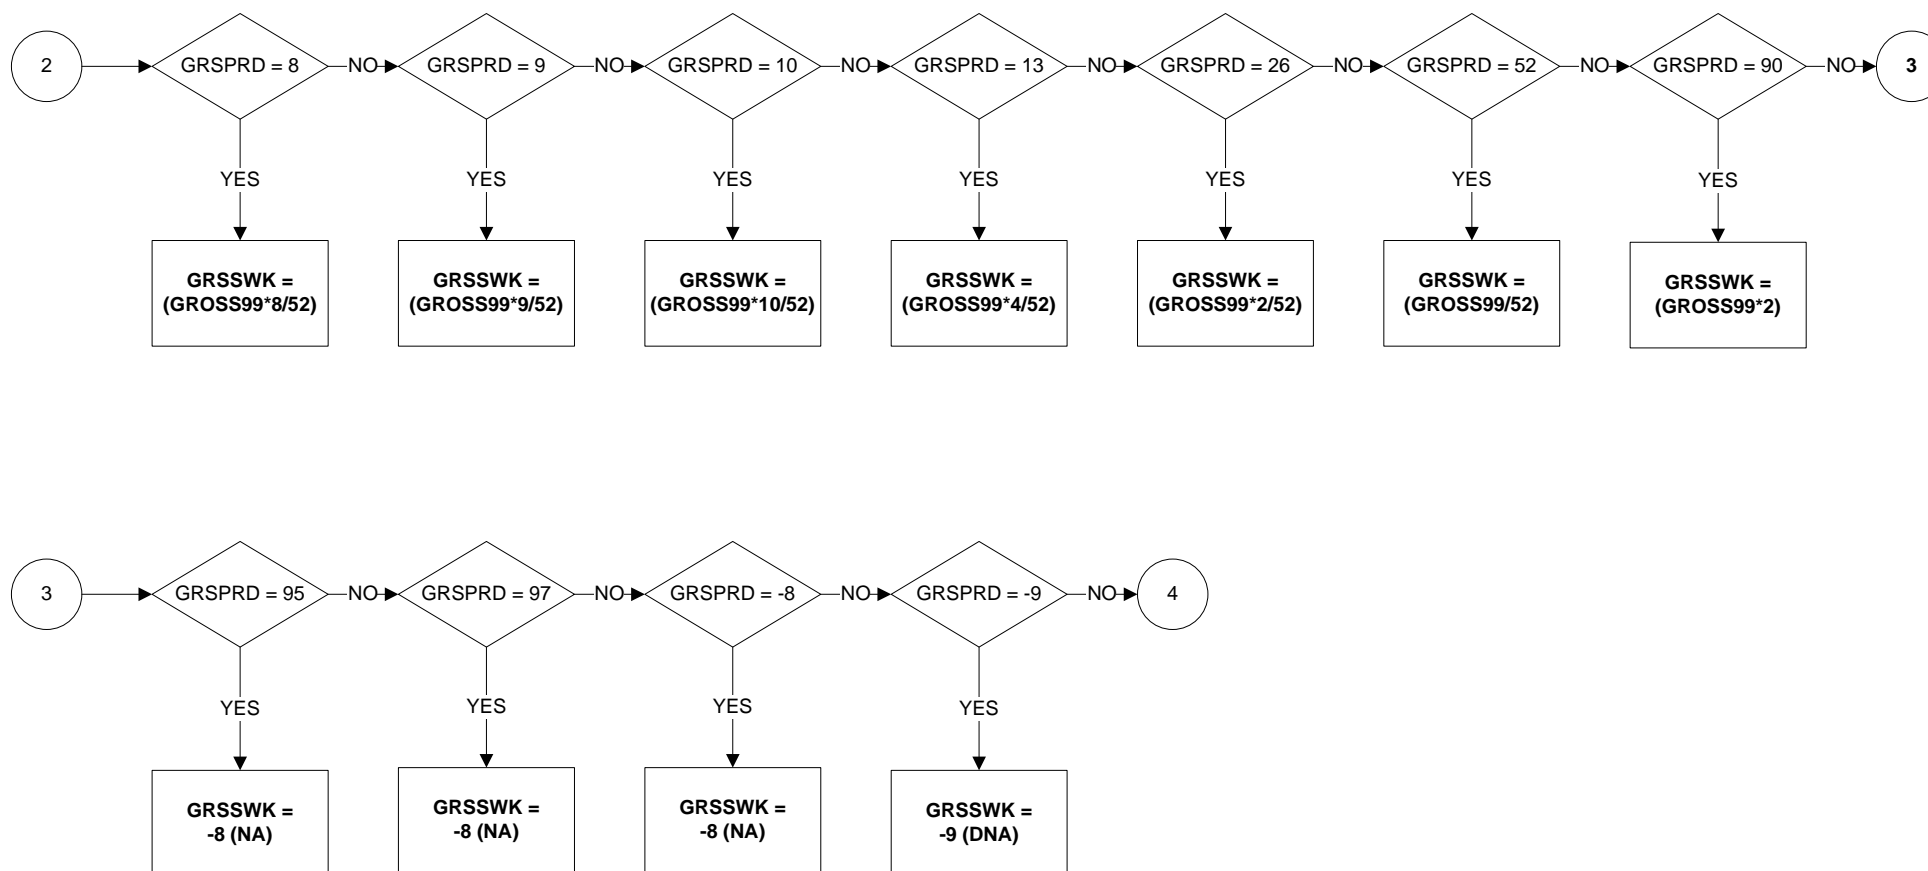 2
GRSPRD = 8
NO
GRSPRD = 9
NO
GRSPRD = 10
NO
GRSPRD = 13
NO
GRSPRD = 26
NO
GRSPRD = 52
NO
GRSPRD = 90
NO
3
YES
YES
YES
YES
YES
YES
YES
GRSSWK =
(GROSS99*8/52)
GRSSWK =
(GROSS99*9/52)
GRSSWK =
(GROSS99*10/52)
GRSSWK =
(GROSS99*4/52)
GRSSWK =
(GROSS99*2/52)
GRSSWK =
(GROSS99/52)
GRSSWK =
(GROSS99*2)
3
GRSPRD = 95
NO
GRSPRD = 97
NO
GRSPRD = -8
NO
GRSPRD = -9
NO
4
YES
YES
YES
YES
GRSSWK =
-8 (NA)
GRSSWK =
-8 (NA)
GRSSWK =
-8 (NA)
GRSSWK =
-9 (DNA)